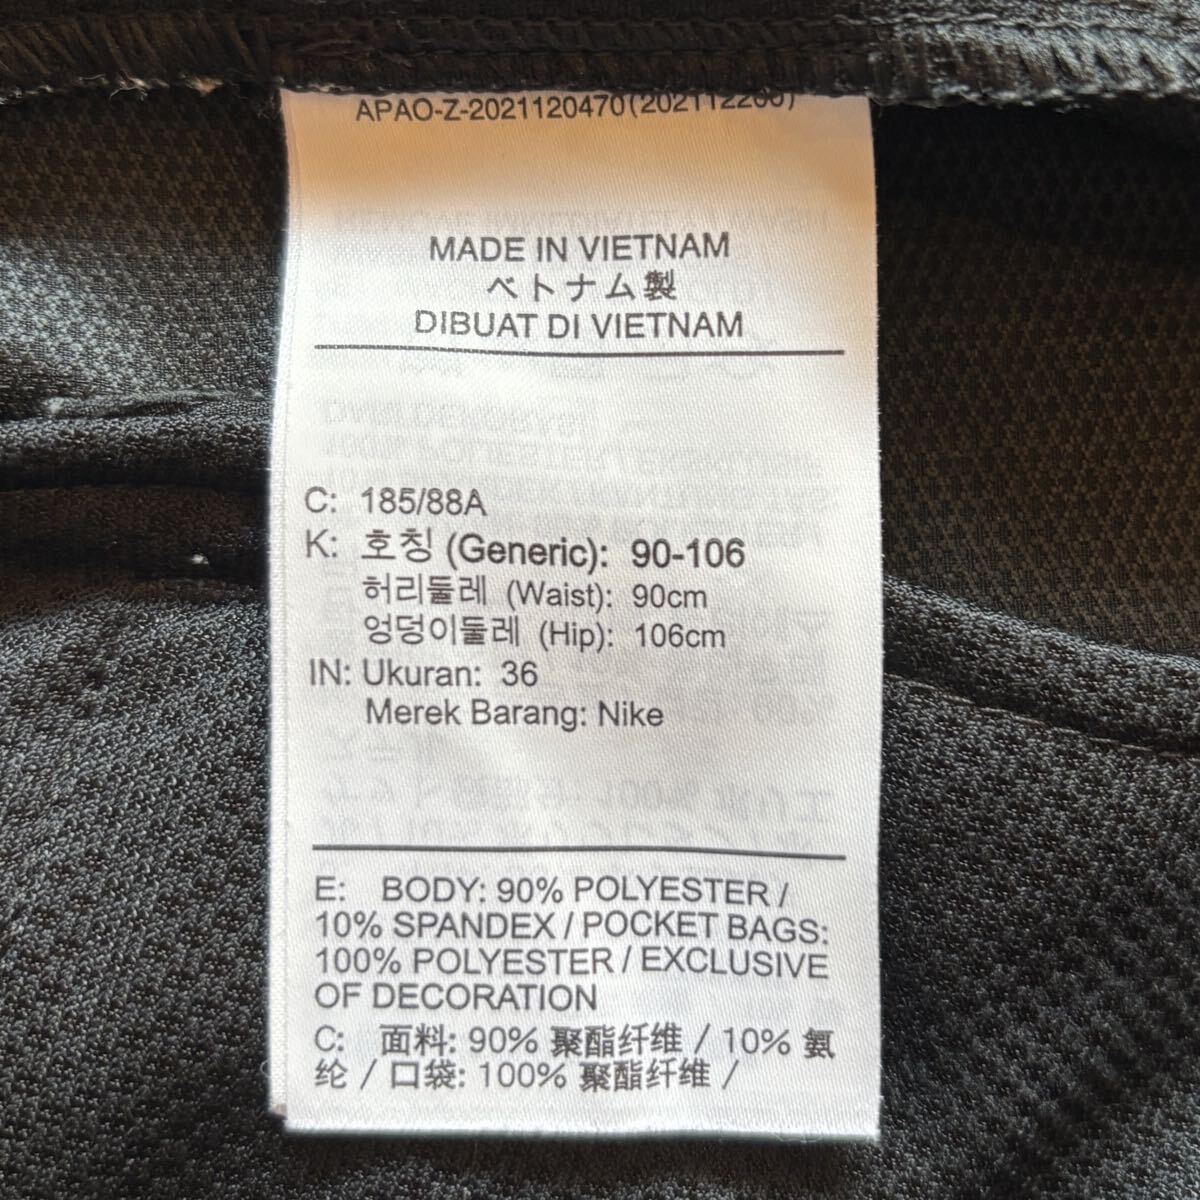 APAO-Z-2021120470(202112200)
MADE IN VIETNAM
ベトナム製
DIBUAT DI VIETNAM
C: 185/88A
K: 호칭 (Generic): 90-106
허리둘레 (Waist): 90cm
엉덩이둘레 (Hip): 106cm
IN: Ukuran: 36
Merek Barang: Nike
E: BODY: 90% POLYESTER /
10% SPANDEX / POCKET BAGS:
100% POLYESTER / EXCLUSIVE
OF DECORATION
C: 面料: 90% 聚酯纤维 / 10% 氨
纶 / 口袋: 100% 聚酯纤维 /